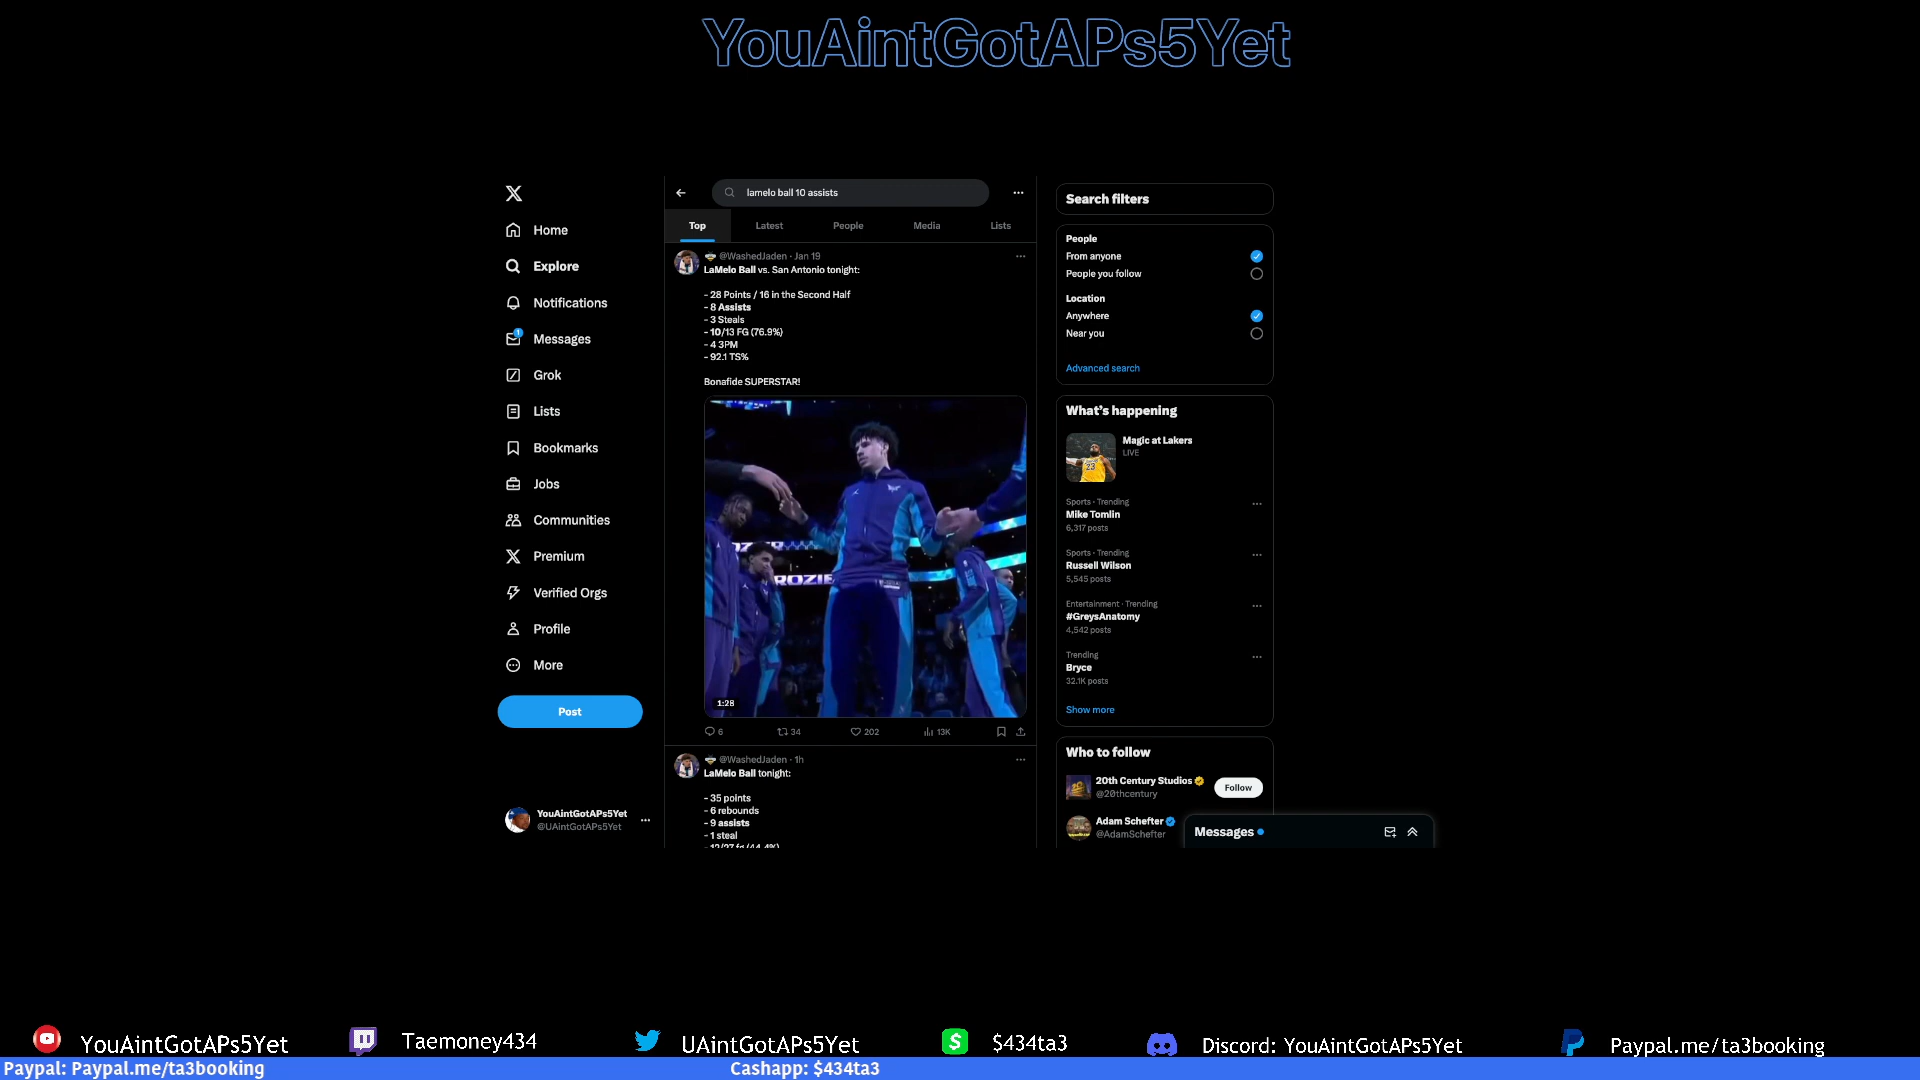 YouAintGotAPs5Yet
Home
Explore
Notifications
1
Messages
Grok
Lists
Bookmarks
Jobs
Communities
Premium
Verified Orgs
Profile
More
Post
YouAintGotAPs5Yet
@UAintGotAPs5Yet
lamelo ball 10 assists
Top Latest People Media Lists
@WashedJaden · Jan 19
LaMelo Ball vs. San Antonio tonight:
- 28 Points / 16 in the Second Half
- 8 Assists
- 3 Steals
- 10/13 FG (76.9%)
- 4 3PM
- 92.1 TS%
Bonafide SUPERSTAR!
ROZIER
ROZIE
1:28
6 34 202 13K
@WashedJaden · 1h
LaMelo Ball tonight:
- 35 points
- 6 rebounds
- 9 assists
- 1 steal
- 12/27 fg (44.4%)
Search filters
People
From anyone
People you follow
Location
Anywhere
Near you
Advanced search
What's happening
23
Magic at Lakers
LIVE
Sports · Trending
Mike Tomlin
6,317 posts
Sports · Trending
Russell Wilson
5,545 posts
Entertainment · Trending
#GreysAnatomy
4,542 posts
Trending
Bryce
32.1K posts
Show more
Who to follow
20th Century Studios
@20thcentury
Follow
Adam Schefter
@AdamSchefter
Messages
YouAintGotAPs5Yet
Taemoney434
UAintGotAPs5Yet
$434ta3
Discord: YouAintGotAPs5Yet
Paypal.me/ta3booking
Paypal: Paypal.me/ta3booking
Cashapp: $434ta3